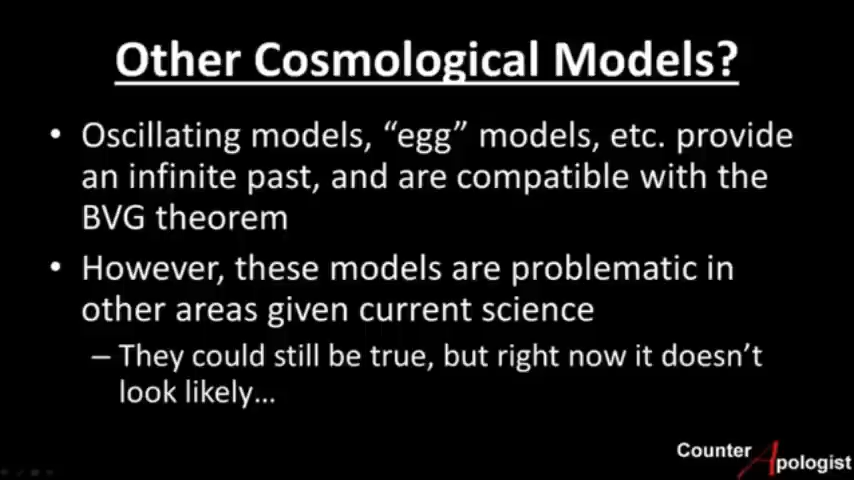 Other Cosmological Models?
• Oscillating models, “egg” models, etc. provide
an infinite past, and are compatible with the
BVG theorem
• However, these models are problematic in
other areas given current science
– They could still be true, but right now it doesn’t
look likely…
Counter Apologist